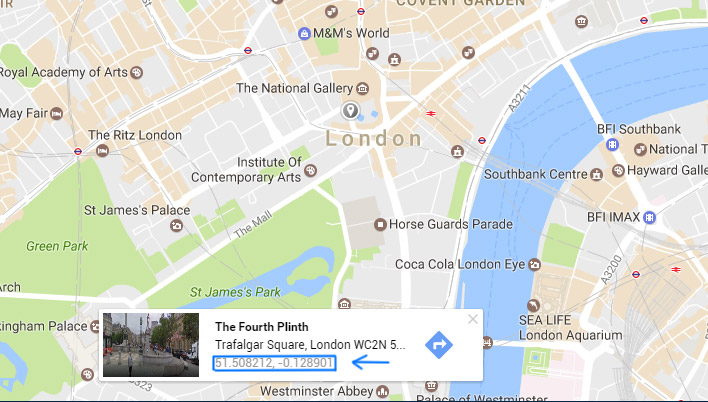 COVENT GARDEN
M&M's World
Royal Academy of Arts
The National Gallery
A3211
May Fair
The Ritz London
London
BFI Southbank
National T
Institute Of
Contemporary Arts
Southbank Centre
Hayward Galle
St James's Palace
The Mall
Horse Guards Parade
BFI IMAX
Green Park
Coca Cola London Eye
A3200
Arch
St James's Park
SEA LIFE
London Aquarium
kingham Palace
The Fourth Plinth
Trafalgar Square, London WC2N 5...
51.508212, -0.128901
B323
Westminster Abbey
Palace of Westminster